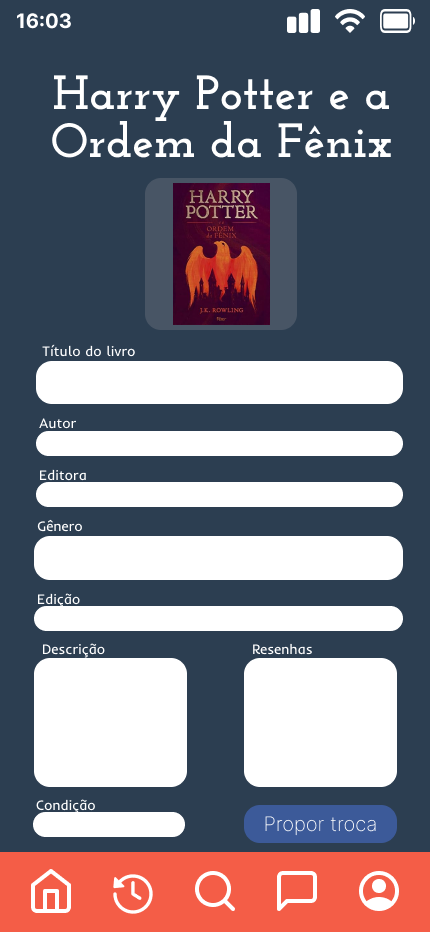 16:03
Harry Potter e a
Ordem da Fênix
HARRY
POTTER
ORDEM
da FÊNIX
J.K. ROWLING
Título do livro
Autor
Editora
Gênero
Edição
Descrição
Resenhas
Condição
Propor troca